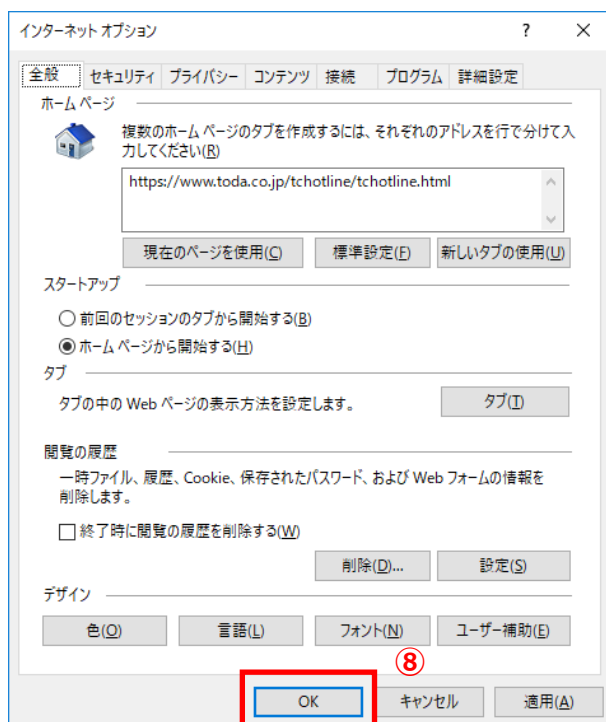 インターネット オプション ? ×
全般 セキュリティ プライバシー コンテンツ 接続 プログラム 詳細設定
ホーム ページ
複数のホーム ページのタブを作成するには、それぞれのアドレスを行で分けて入
力してください(R)
https://www.toda.co.jp/tchotline/tchotline.html
現在のページを使用(C) 標準設定(F) 新しいタブの使用(U)
スタートアップ
前回のセッションのタブから開始する(B)
ホーム ページから開始する(H)
タブ
タブの中の Web ページの表示方法を設定します。 タブ(T)
閲覧の履歴
一時ファイル、履歴、Cookie、保存されたパスワード、および Web フォームの情報を
削除します。
終了時に閲覧の履歴を削除する(W)
削除(D)... 設定(S)
デザイン
色(O) 言語(L) フォント(N) ユーザー補助(E)
⑧
OK キャンセル 適用(A)